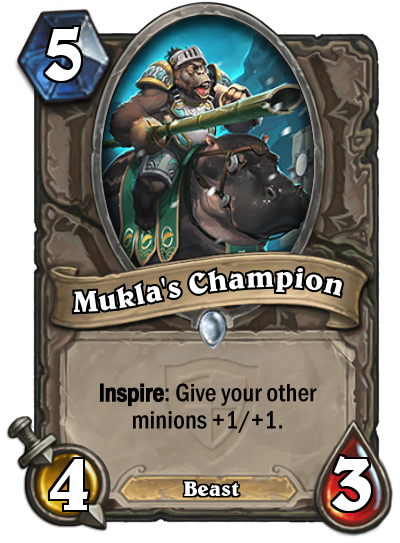 5
Mukla's Champion
Inspire: Give your other
minions +1/+1.
4
Beast
3